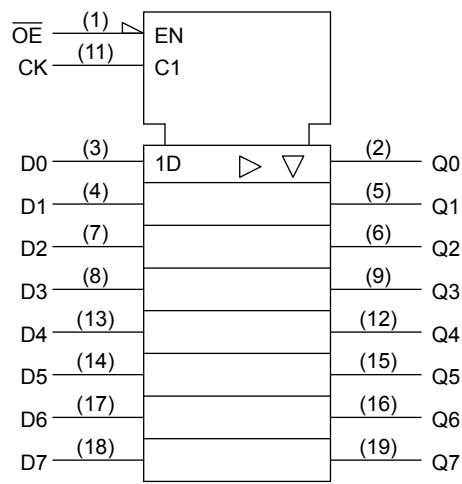 O̅E̅ (1) EN
CK (11) C1
D0 (3) 1D (2) Q0
D1 (4) (5) Q1
D2 (7) (6) Q2
D3 (8) (9) Q3
D4 (13) (12) Q4
D5 (14) (15) Q5
D6 (17) (16) Q6
D7 (18) (19) Q7